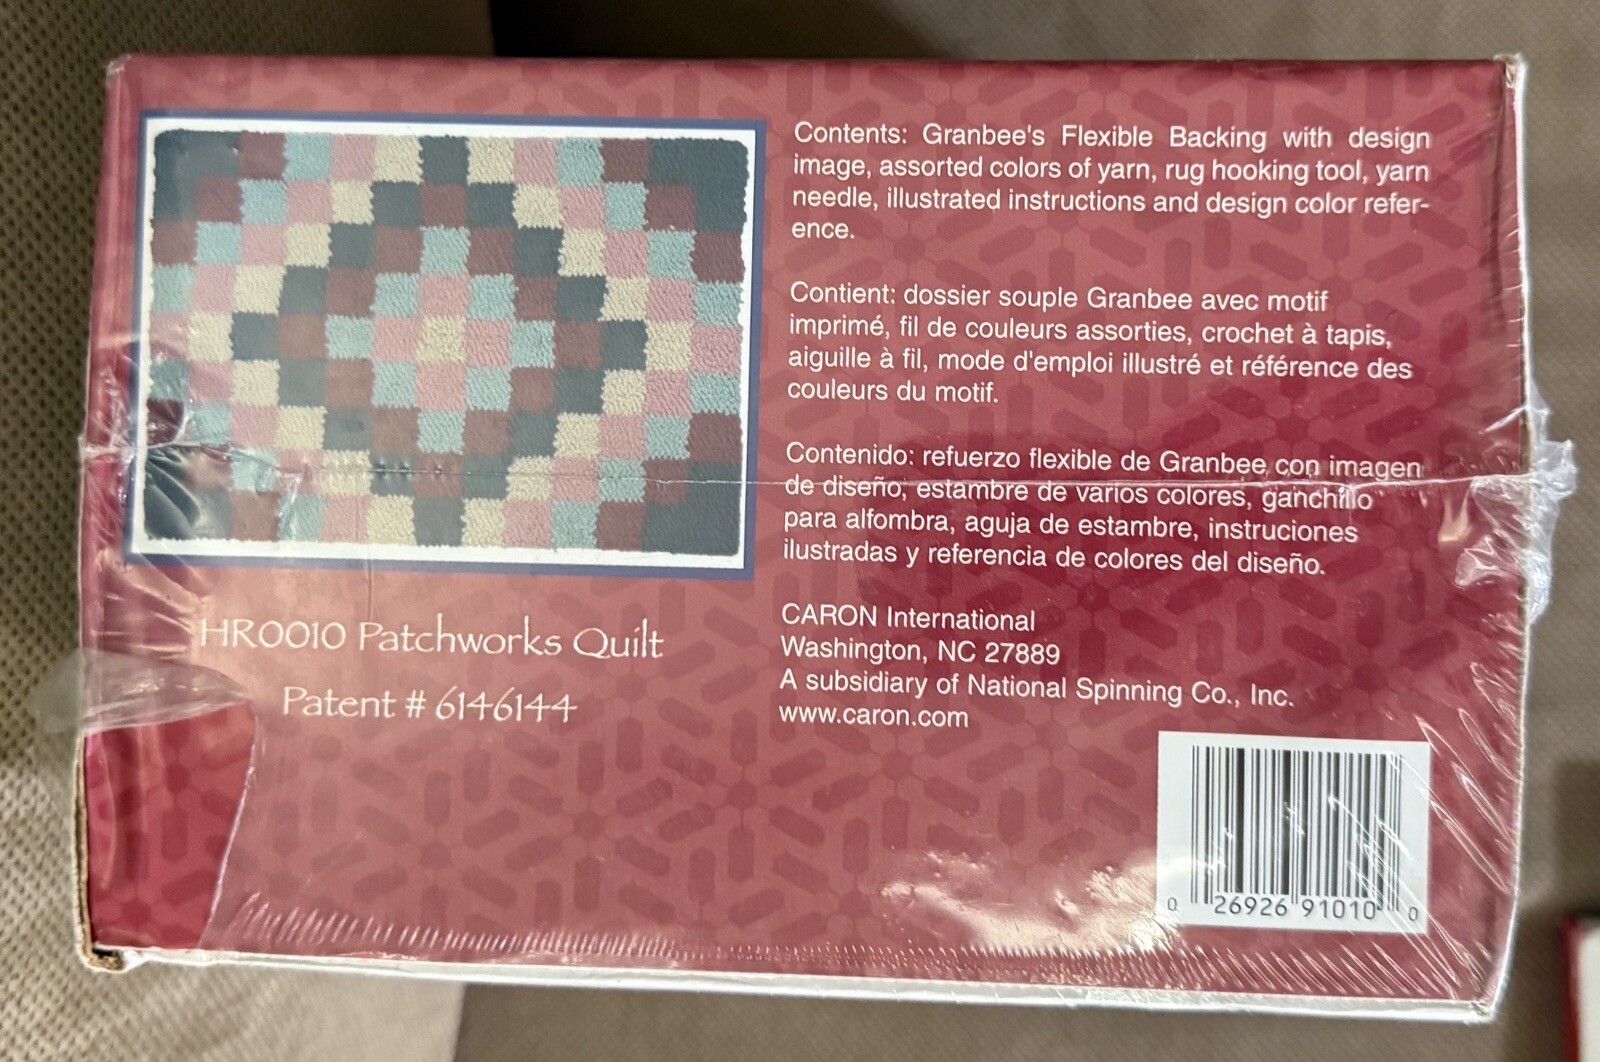 Contents: Granbee's Flexible Backing with design
image, assorted colors of yarn, rug hooking tool, yarn
needle, illustrated instructions and design color refer-
ence.
Contient: dossier souple Granbee avec motif
imprimé, fil de couleurs assorties, crochet à tapis,
aiguille à fil, mode d'emploi illustré et référence des
couleurs du motif.
Contenido: refuerzo flexible de Granbee con imagen
de diseño, estambre de varios colores, ganchillo
para alfombra, aguja de estambre, instruciones
ilustradas y referencia de colores del diseño.
HR0010 Patchworks Quilt
Patent # 6146144
CARON International
Washington, NC 27889
A subsidiary of National Spinning Co., Inc.
www.caron.com
0 26926 91010 0